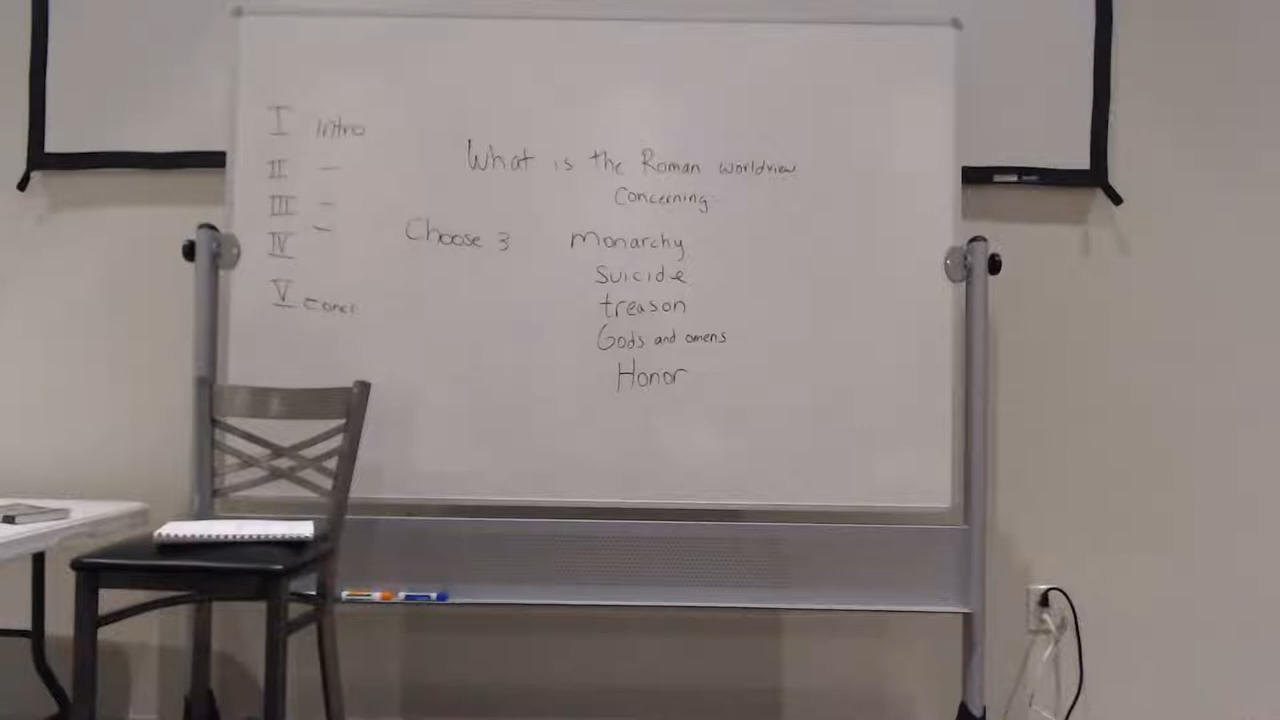 I Intro
II -
III -
IV -
V Concl.
What is the Roman worldview
Concerning
Choose 3
Monarchy
Suicide
treason
Gods and omens
Honor